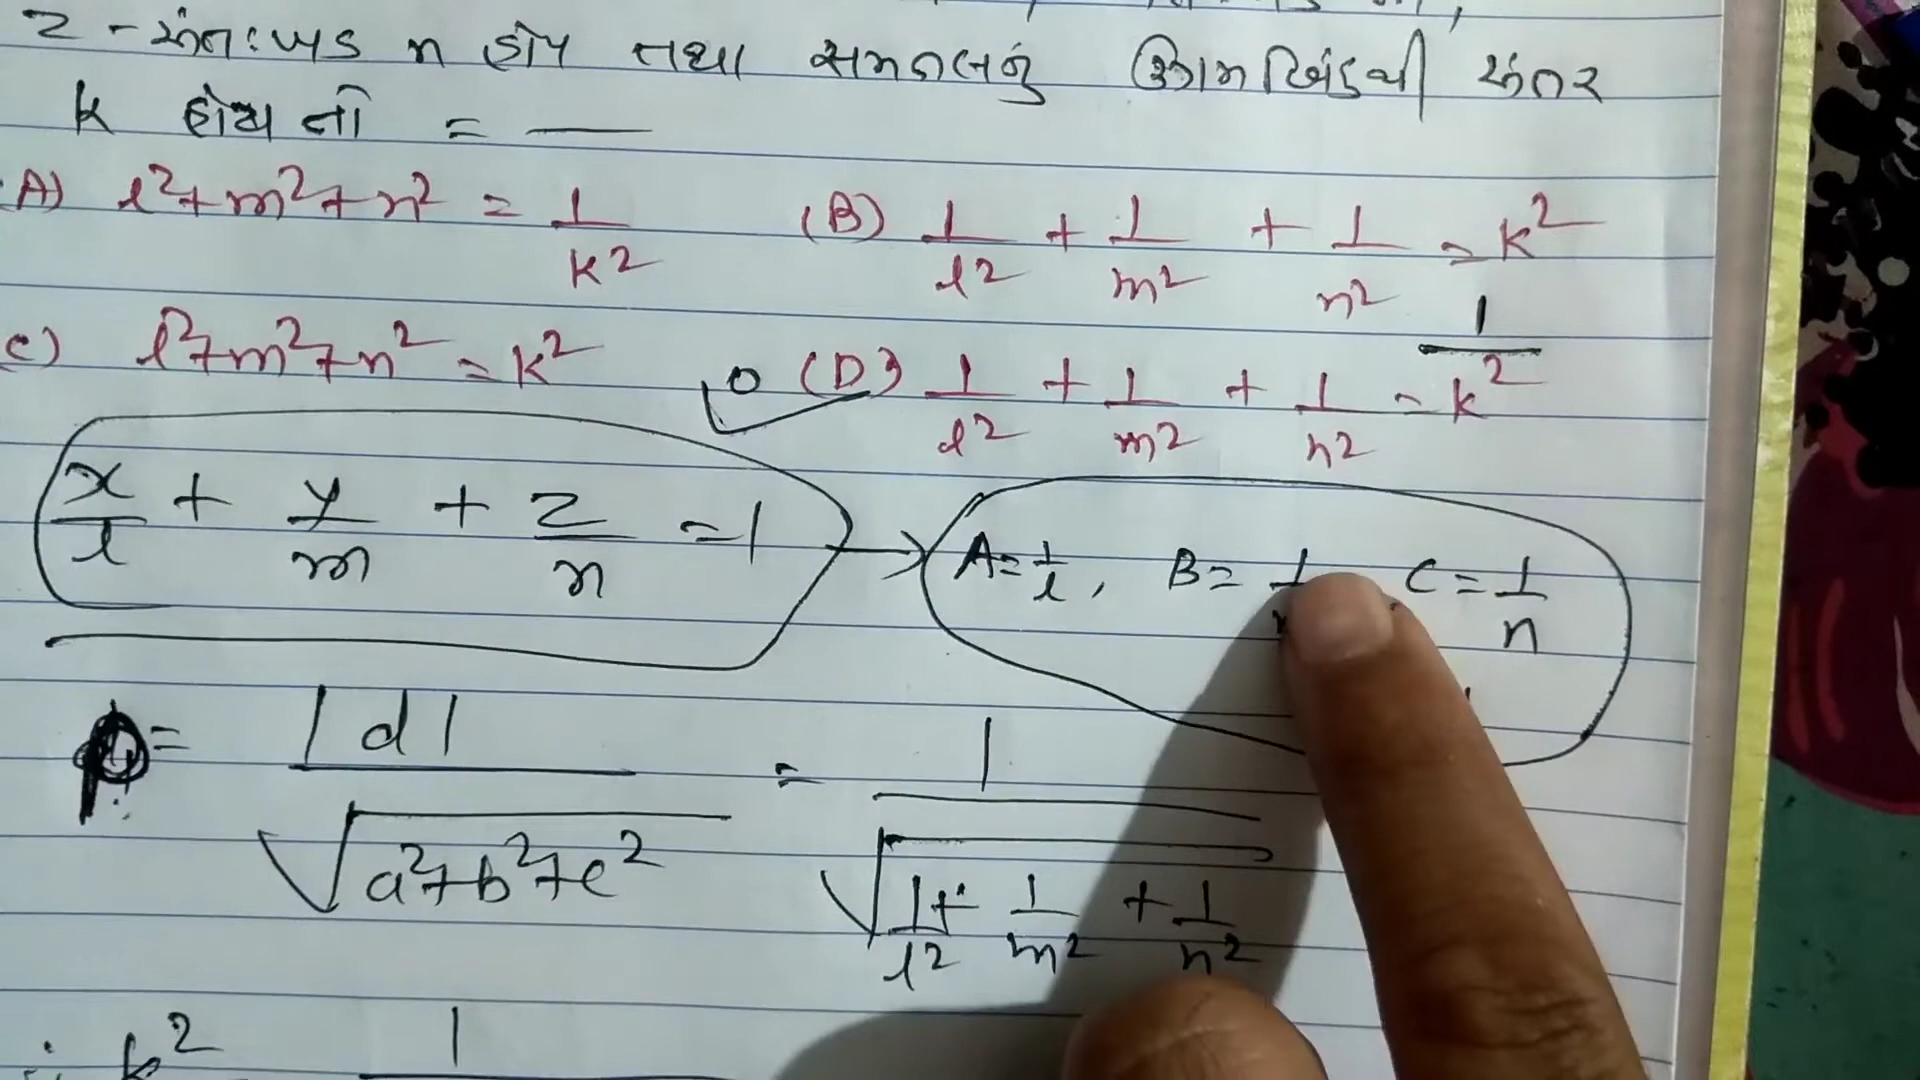 z - અંતઃખંડ n હોય તથા સમતલનું ઊગમબિંદુથી અંતર
k હોય તો = ——
A) l²+m²+n² = 1/k² (B) 1/l² + 1/m² + 1/n² = k²
C) l²+m²+n² = k² (D) 1/l² + 1/m² + 1/n² = 1/k²
x/l + y/m + z/n = 1 → A = 1/l, B = 1/ C = 1/n
p = |d|/√(a²+b²+c²) = 1/√(1/l² + 1/m² + 1/n²)
k² 1